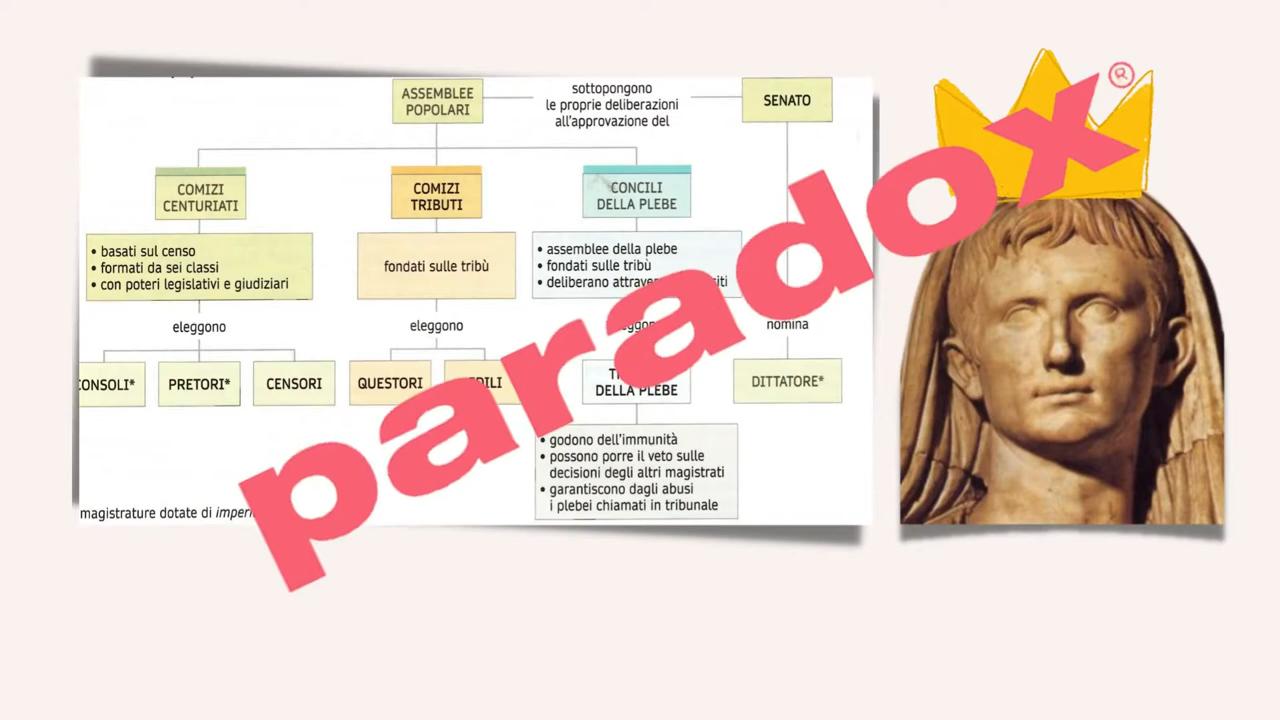 ASSEMBLEE
POPOLARI
sottopongono
le proprie deliberazioni
all'approvazione del
SENATO
®
COMIZI
CENTURIATI
COMIZI
TRIBUTI
CONCILI
DELLA PLEBE
• basati sul censo
• formati da sei classi
• con poteri legislativi e giudiziari
fondati sulle tribù
• assemblee della plebe
• fondati sulle tribù
• deliberano
eleggono
eleggono
nomina
PRETORI*
CENSORI
QUESTORI
DELLA PLEBE
DITTATORE*
• godono dell'immunità
• possono porre il veto sulle
decisioni degli altri magistrati
• garantiscono dagli abusi
i plebei chiamati in tribunale
magistrature dotate di
paradox